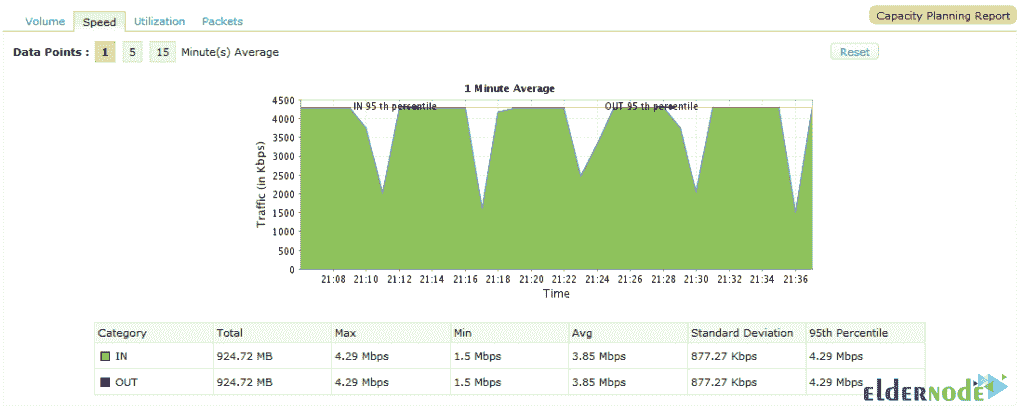 Volume Speed Utilization Packets
Capacity Planning Report
Data Points : 1 5 15 Minute(s) Average
Reset
1 Minute Average
IN 95 th percentile OUT 95 th percentile
4500
4000
3500
3000
2500
2000
1500
1000
500
0
Traffic (in Kbps)
21:08 21:10 21:12 21:14 21:16 21:18 21:20 21:22 21:24 21:26 21:28 21:30 21:32 21:34 21:36
Time
Category Total Max Min Avg Standard Deviation 95th Percentile
IN 924.72 MB 4.29 Mbps 1.5 Mbps 3.85 Mbps 877.27 Kbps 4.29 Mbps
OUT 924.72 MB 4.29 Mbps 1.5 Mbps 3.85 Mbps 877.27 Kbps 4.29 Mbps
elderNode